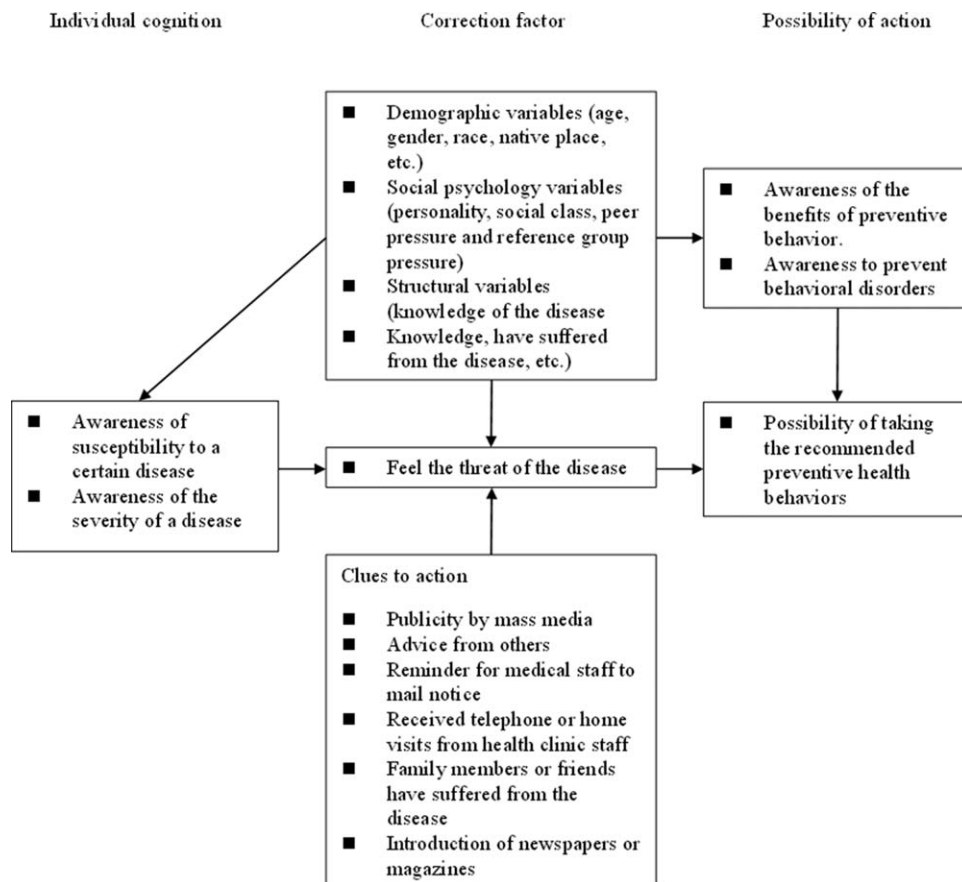 Individual cognition
Correction factor
Possibility of action
■ Demographic variables (age,
gender, race, native place,
etc.)
■ Social psychology variables
(personality, social class, peer
pressure and reference group
pressure)
■ Structural variables
(knowledge of the disease
■ Knowledge, have suffered
from the disease, etc.)
■ Awareness of the
benefits of preventive
behavior.
■ Awareness to prevent
behavioral disorders
■ Awareness of
susceptibility to a
certain disease
■ Awareness of the
severity of a disease
■ Feel the threat of the disease
■ Possibility of taking
the recommended
preventive health
behaviors
Clues to action
■ Publicity by mass media
■ Advice from others
■ Reminder for medical staff to
mail notice
■ Received telephone or home
visits from health clinic staff
■ Family members or friends
have suffered from the
disease
■ Introduction of newspapers or
magazines